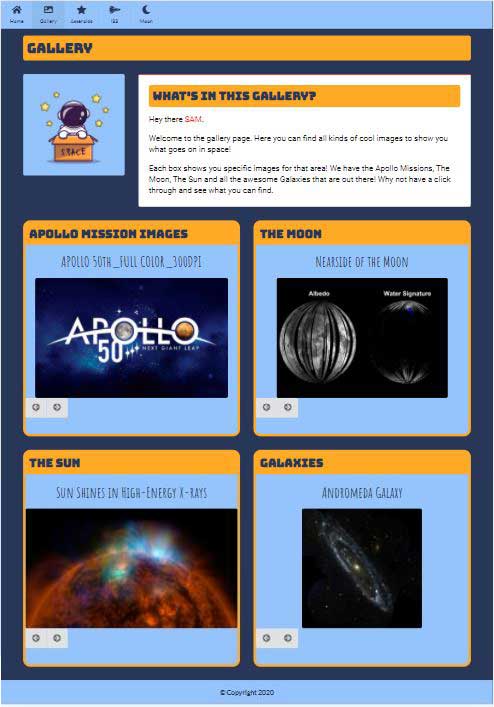 Home Gallery Asteroids ISS Moon
GALLERY
WHAT'S IN THIS GALLERY?
Hey there SAM.
Welcome to the gallery page. Here you can find all kinds of cool images to show you
what goes on in space!
Each box shows you specific images for that area! We have the Apollo Missions, The
Moon, The Sun and all the awesome Galaxies that are out there! Why not have a click
through and see what you can find.
SPACE
APOLLO MISSION IMAGES
APOLLO 50TH_FULL COLOR_300DPI
APOLLO
50
NEXT GIANT LEAP
THE MOON
NEARSIDE OF THE MOON
Albedo Water Signature
THE SUN
SUN SHINES IN HIGH-ENERGY X-RAYS
GALAXIES
ANDROMEDA GALAXY
©Copyright 2020